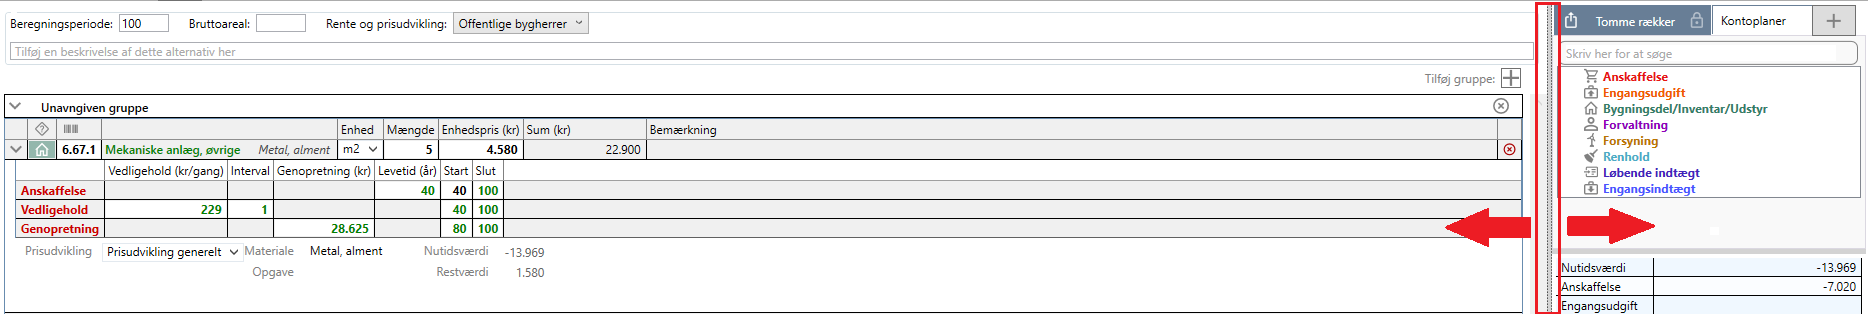 Beregningsperiode: 100 Bruttoareal: Rente og prisudvikling: Offentlige bygherrer
Tilføj en beskrivelse af dette alternativ her
Tilføj gruppe:
Unavngiven gruppe
Enhed Mængde Enhedspris (kr) Sum (kr) Bemærkning
6.67.1 Mekaniske anlæg, øvrige Metal, alment m2 5 4.580 22.900
Vedligehold (kr/gang) Interval Genopretning (kr) Levetid (år) Start Slut
Anskaffelse 40 40 100
Vedligehold 229 1 40 100
Genopretning 28.625 80 100
Prisudvikling Prisudvikling generelt Materiale Metal, alment Nutidsværdi -13.969
Opgave Restværdi 1.580
Tomme rækker Kontoplaner
Skriv her for at søge
Anskaffelse
Engangsudgift
Bygningsdel/Inventar/Udstyr
Forvaltning
Forsyning
Renhold
Løbende indtægt
Engangsindtægt
Nutidsværdi -13.969
Anskaffelse -7.020
Engangsudgift